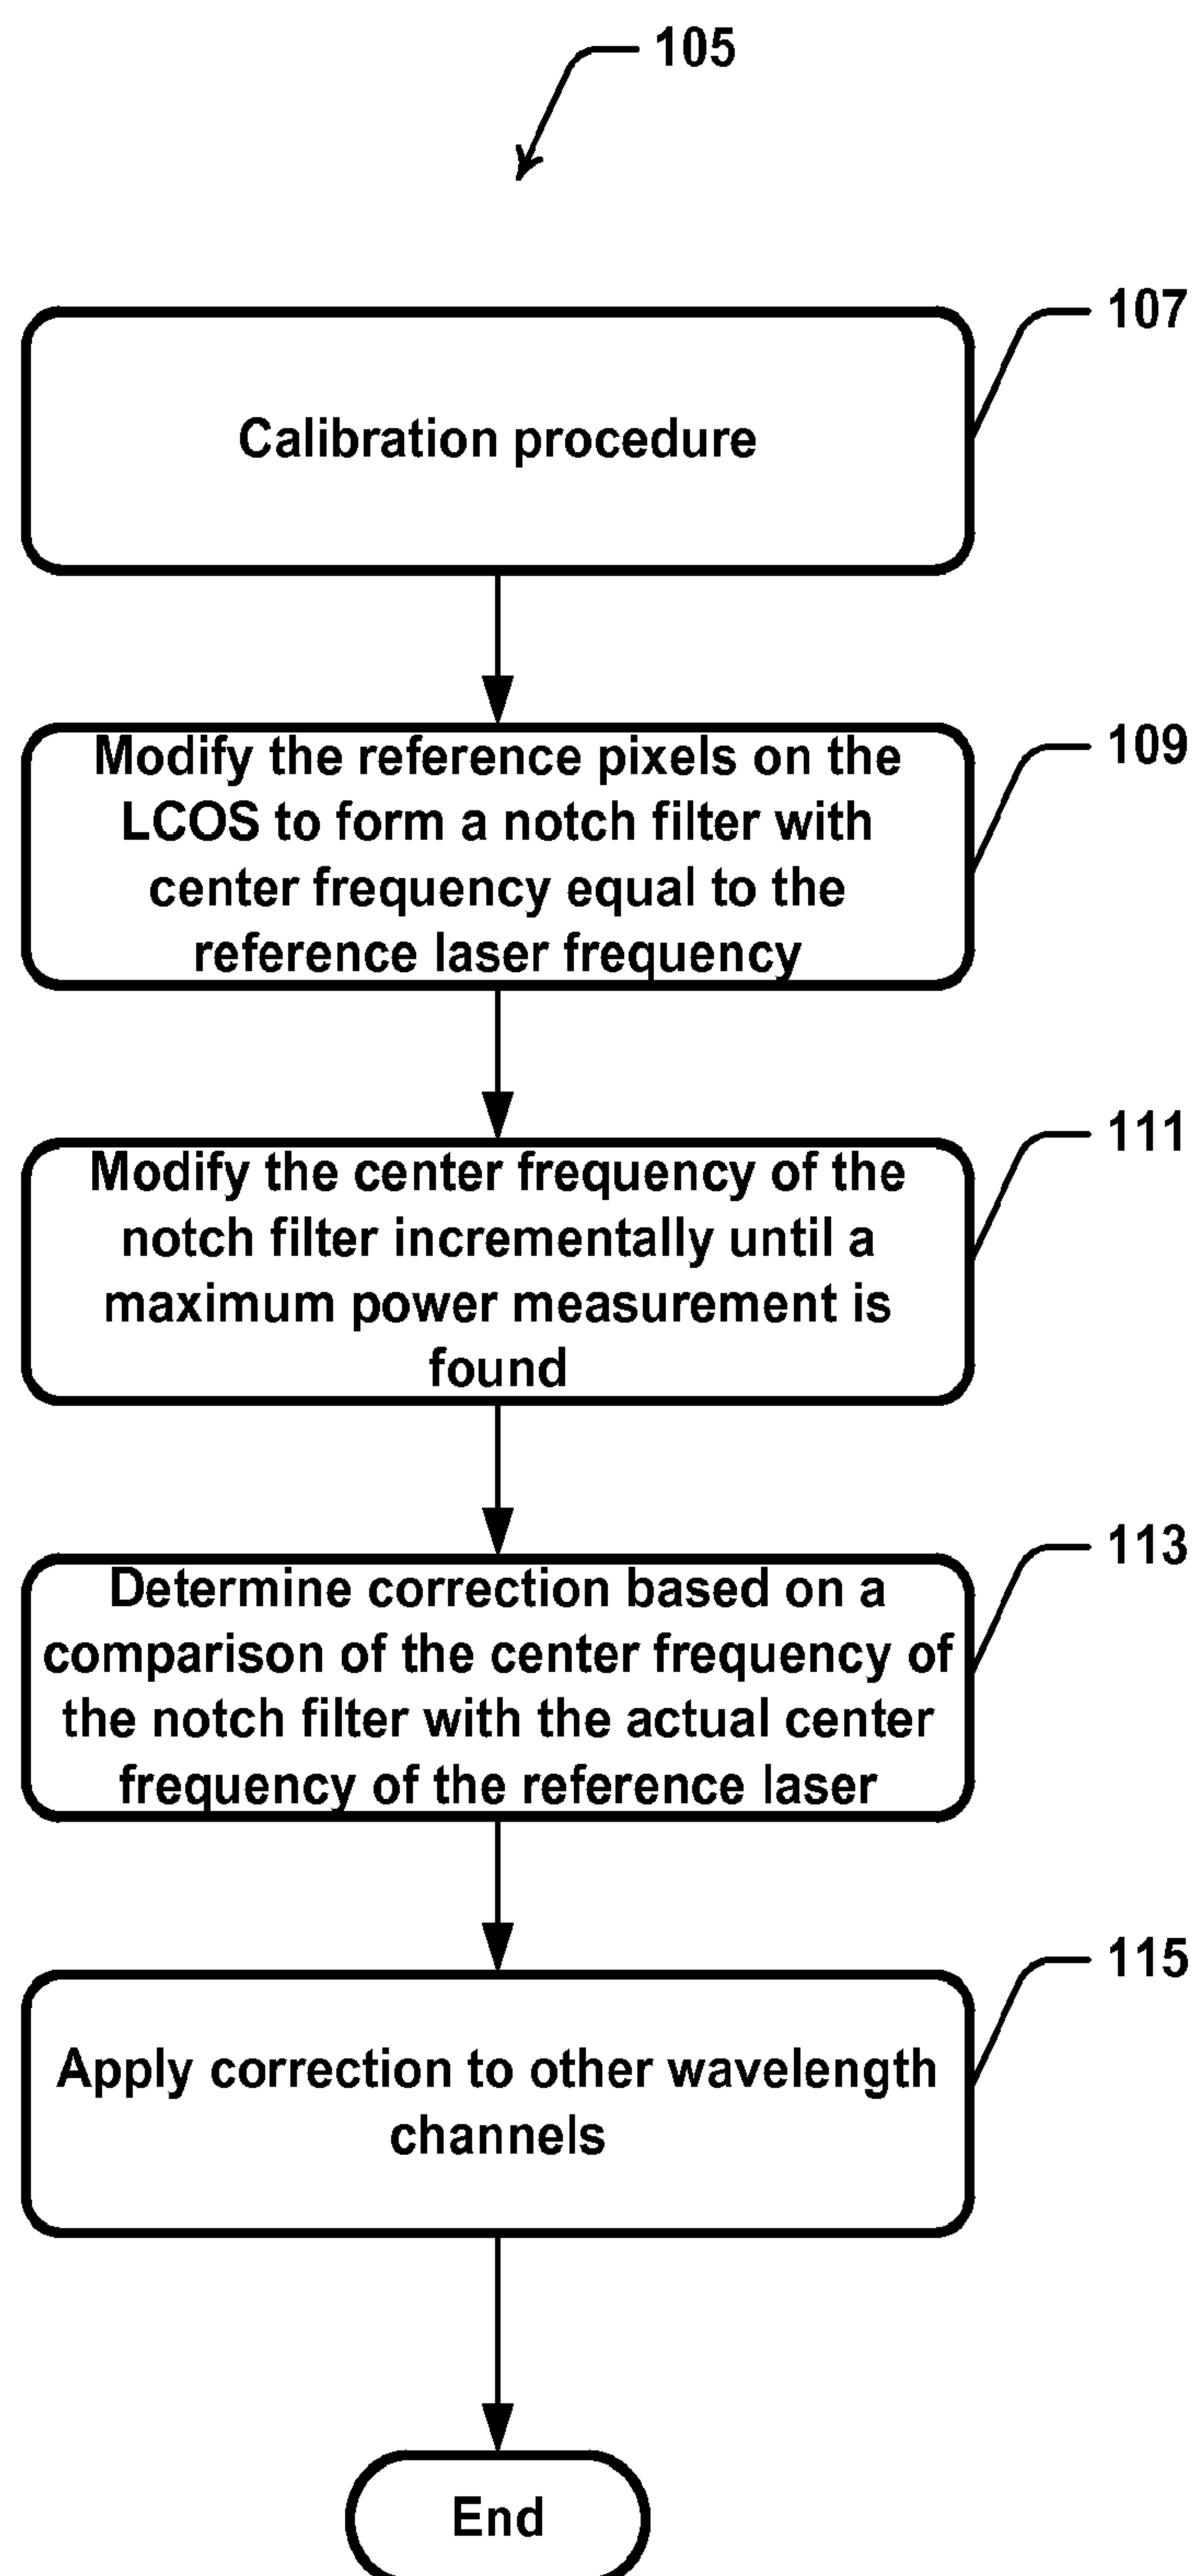 105
107
Calibration procedure
109
Modify the reference pixels on the
LCOS to form a notch filter with
center frequency equal to the
reference laser frequency
111
Modify the center frequency of the
notch filter incrementally until a
maximum power measurement is
found
113
Determine correction based on a
comparison of the center frequency of
the notch filter with the actual center
frequency of the reference laser
115
Apply correction to other wavelength
channels
End